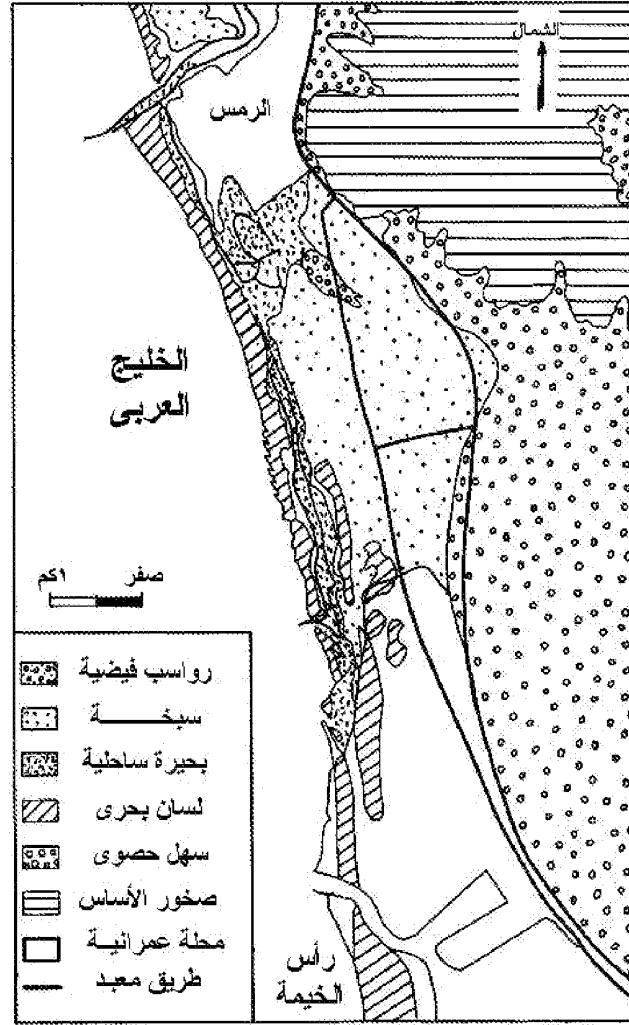 الشمال
الرمس
الخليج
العربى
صفر ١كم
رواسب فيضية
سبخة
بحيرة ساحلية
لسان بحرى
سهل حصوى
صخور الأساس
محلة عمرانية
طريق معبد
رأس
الخيمة